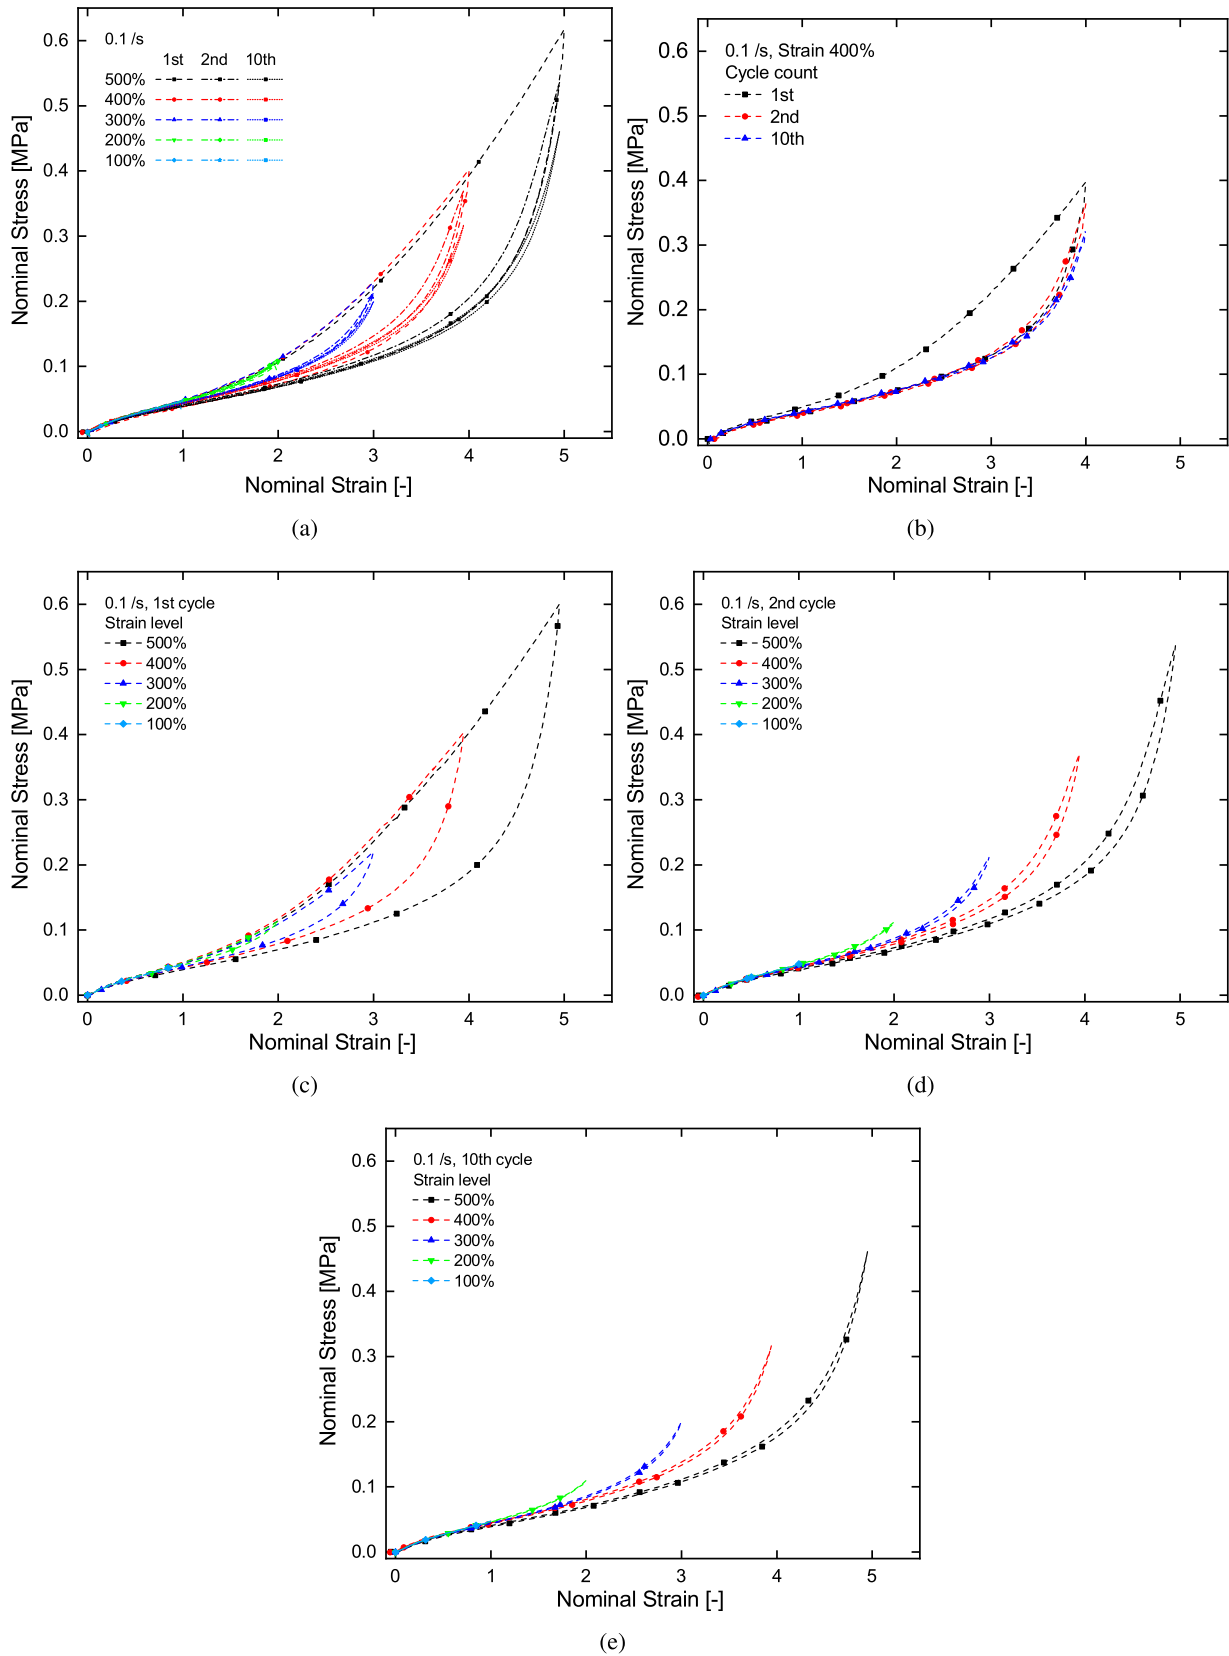 0.1 /s
1st 2nd 10th
500%
400%
300%
200%
100%
0.6
0.5
0.4
0.3
0.2
0.1
0.0
0 1 2 3 4 5
Nominal Stress [MPa]
Nominal Strain [-]
(a)
0.1 /s, Strain 400%
Cycle count
1st
2nd
10th
0.6
0.5
0.4
0.3
0.2
0.1
0.0
0 1 2 3 4 5
Nominal Stress [MPa]
Nominal Strain [-]
(b)
0.1 /s, 1st cycle
Strain level
500%
400%
300%
200%
100%
0.6
0.5
0.4
0.3
0.2
0.1
0.0
0 1 2 3 4 5
Nominal Stress [MPa]
Nominal Strain [-]
(c)
0.1 /s, 2nd cycle
Strain level
500%
400%
300%
200%
100%
0.6
0.5
0.4
0.3
0.2
0.1
0.0
0 1 2 3 4 5
Nominal Stress [MPa]
Nominal Strain [-]
(d)
0.1 /s, 10th cycle
Strain level
500%
400%
300%
200%
100%
0.6
0.5
0.4
0.3
0.2
0.1
0.0
0 1 2 3 4 5
Nominal Stress [MPa]
Nominal Strain [-]
(e)